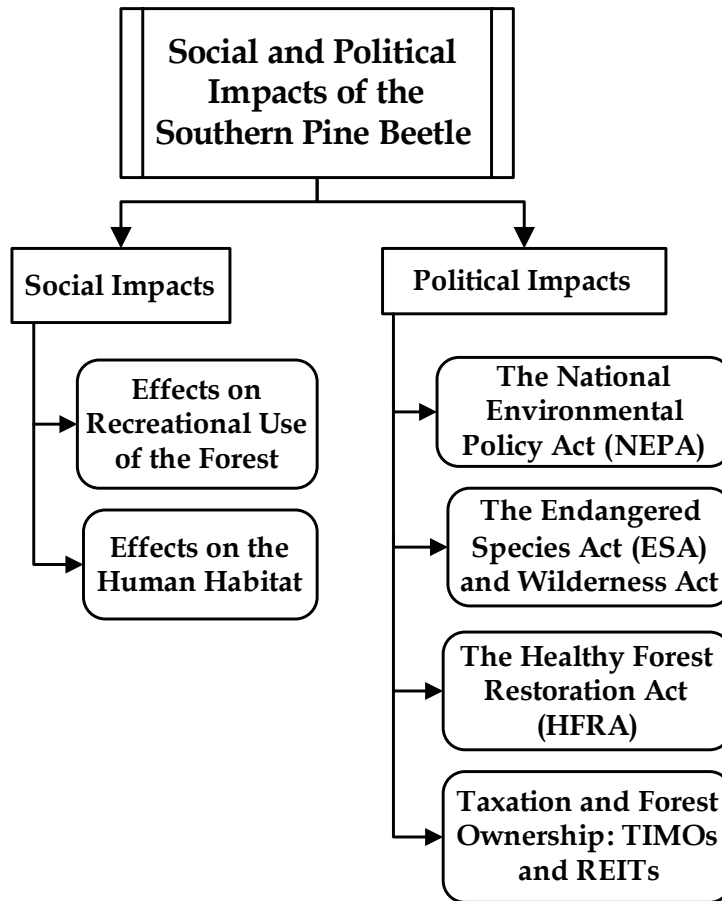 Social and Political
Impacts of the
Southern Pine Beetle
Social Impacts
Effects on
Recreational Use
of the Forest
Effects on the
Human Habitat
Political Impacts
The National
Environmental
Policy Act (NEPA)
The Endangered
Species Act (ESA)
and Wilderness Act
The Healthy Forest
Restoration Act
(HFRA)
Taxation and Forest
Ownership: TIMOs
and REITs